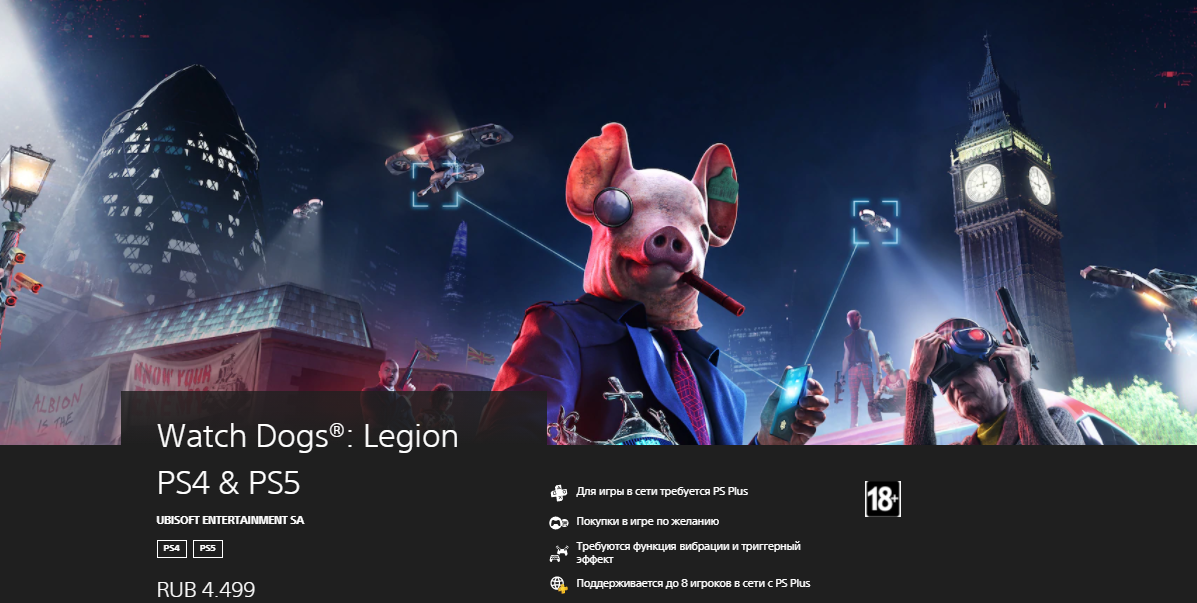 KNOW YOUR
ALBION
IS THE
Watch Dogs®: Legion
PS4 & PS5
UBISOFT ENTERTAINMENT SA
PS4 PS5
RUB 4.499
Для игры в сети требуется PS Plus
Покупки в игре по желанию
Требуются функция вибрации и триггерный
эффект
Поддерживается до 8 игроков в сети с PS Plus
18+